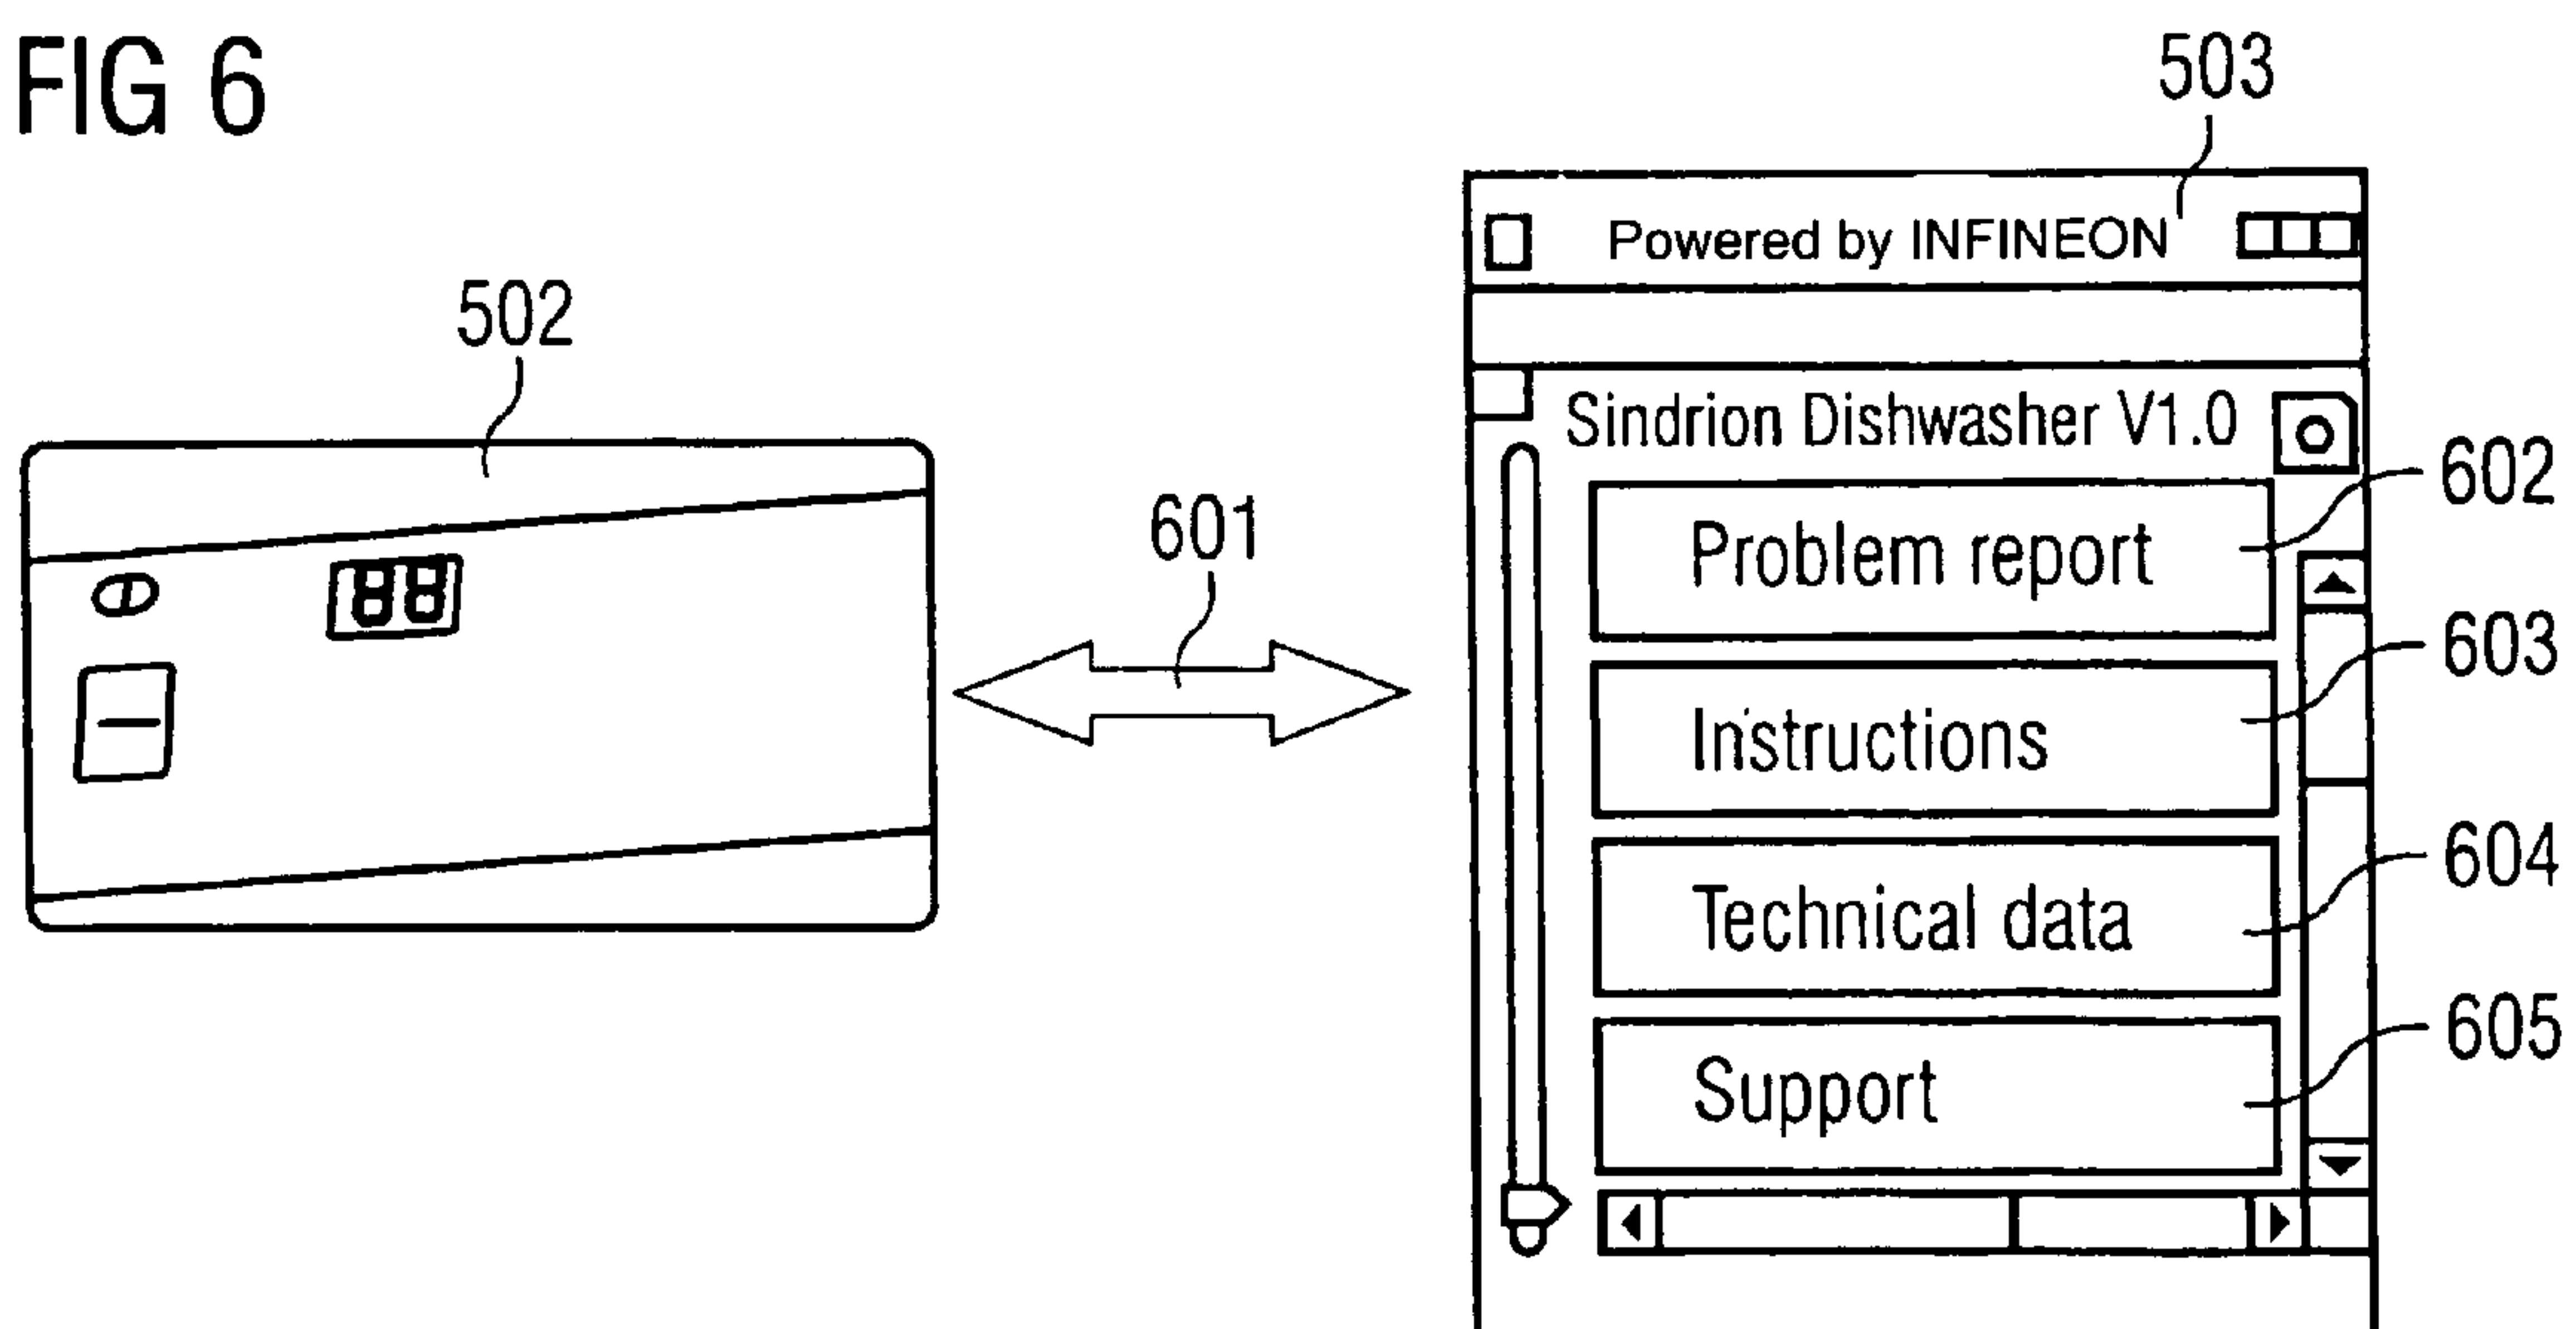 FIG 6
503
Powered by INFINEON
502
Sindrion Dishwasher V1.0
602
Problem report
601
603
Instructions
604
Technical data
605
Support
88